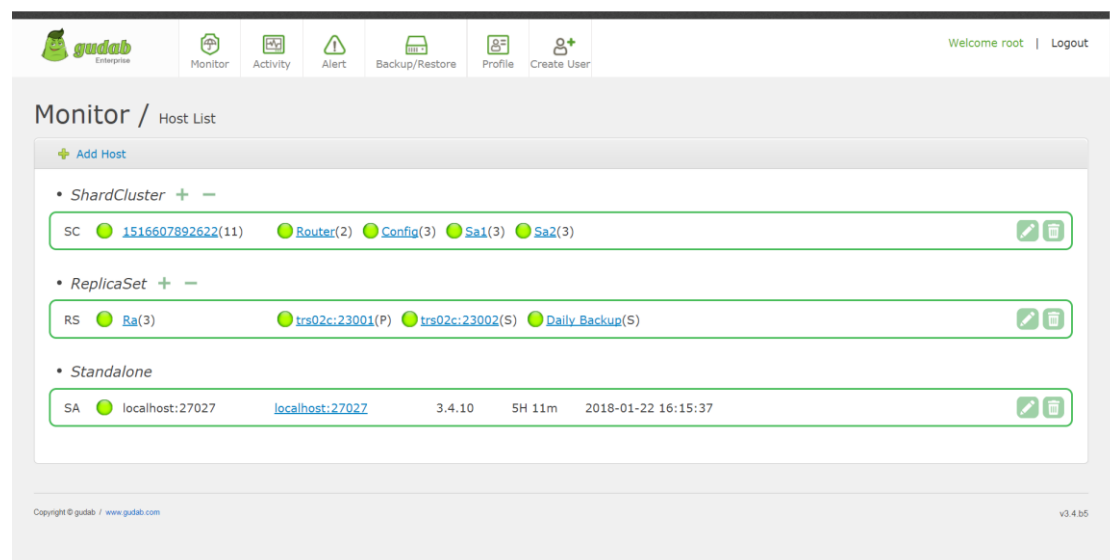 gudab
Enterprise
Monitor Activity Alert Backup/Restore Profile Create User
Welcome root | Logout
Monitor / Host List
Add Host
• ShardCluster + −
SC 1516607892622(11) Router(2) Config(3) Sa1(3) Sa2(3)
• ReplicaSet + −
RS Ra(3) trs02c:23001(P) trs02c:23002(S) Daily Backup(S)
• Standalone
SA localhost:27027 localhost:27027 3.4.10 5H 11m 2018-01-22 16:15:37
Copyright © gudab / www.gudab.com
v3.4.b5